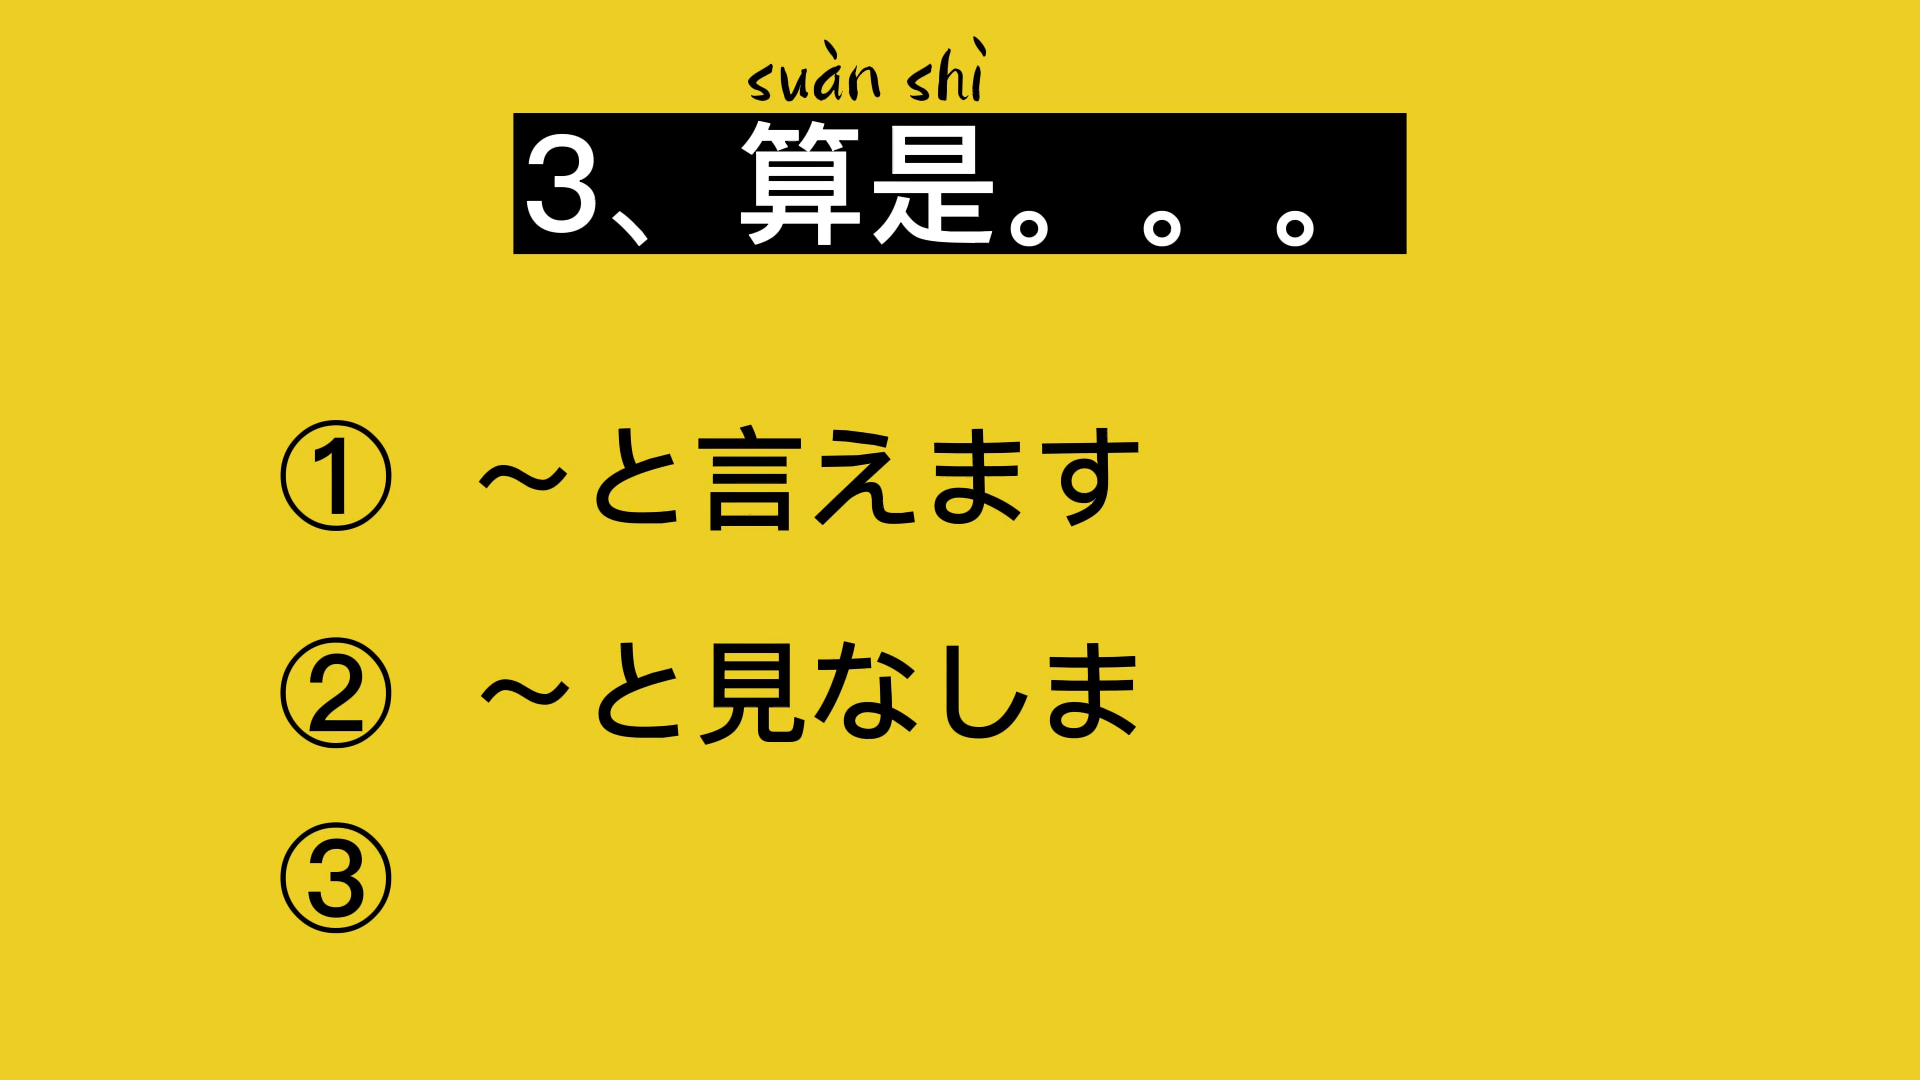 suàn shì
3、算是。。。
① ～と言えます
② ～と見なしま
③